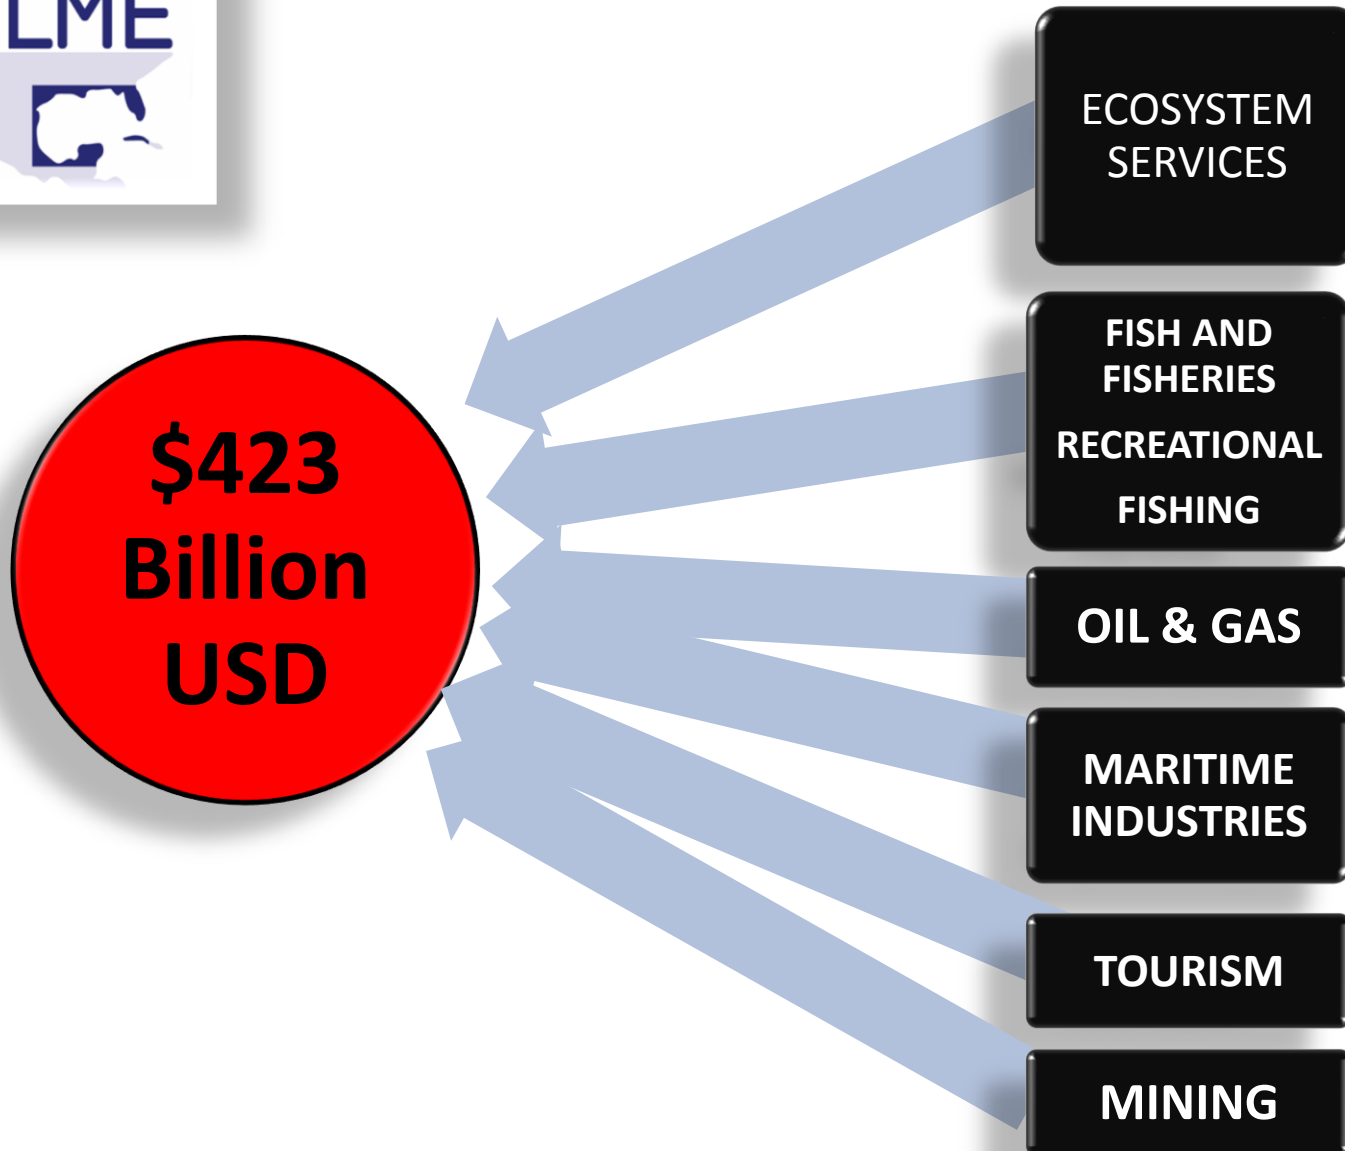 LME
$423
Billion
USD
ECOSYSTEM
SERVICES
FISH AND
FISHERIES
RECREATIONAL
FISHING
OIL & GAS
MARITIME
INDUSTRIES
TOURISM
MINING